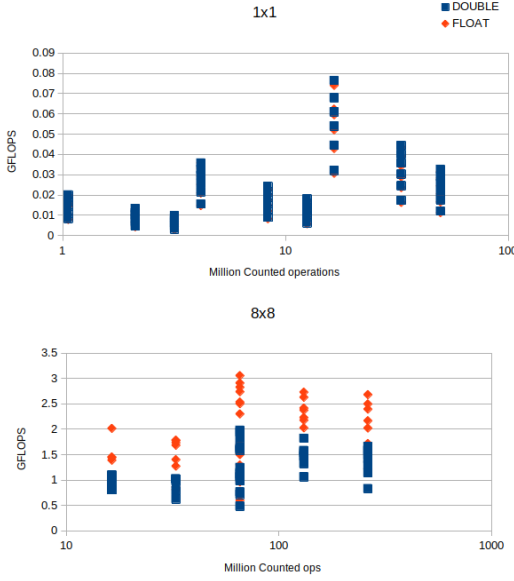 1x1
DOUBLE
FLOAT
0.09
0.08
0.07
0.06
0.05
0.04
0.03
0.02
0.01
0
GFLOPS
1 10 100
Million Counted operations
8x8
3.5
3
2.5
2
1.5
1
0.5
0
GFLOPS
10 100 1000
Million Counted ops